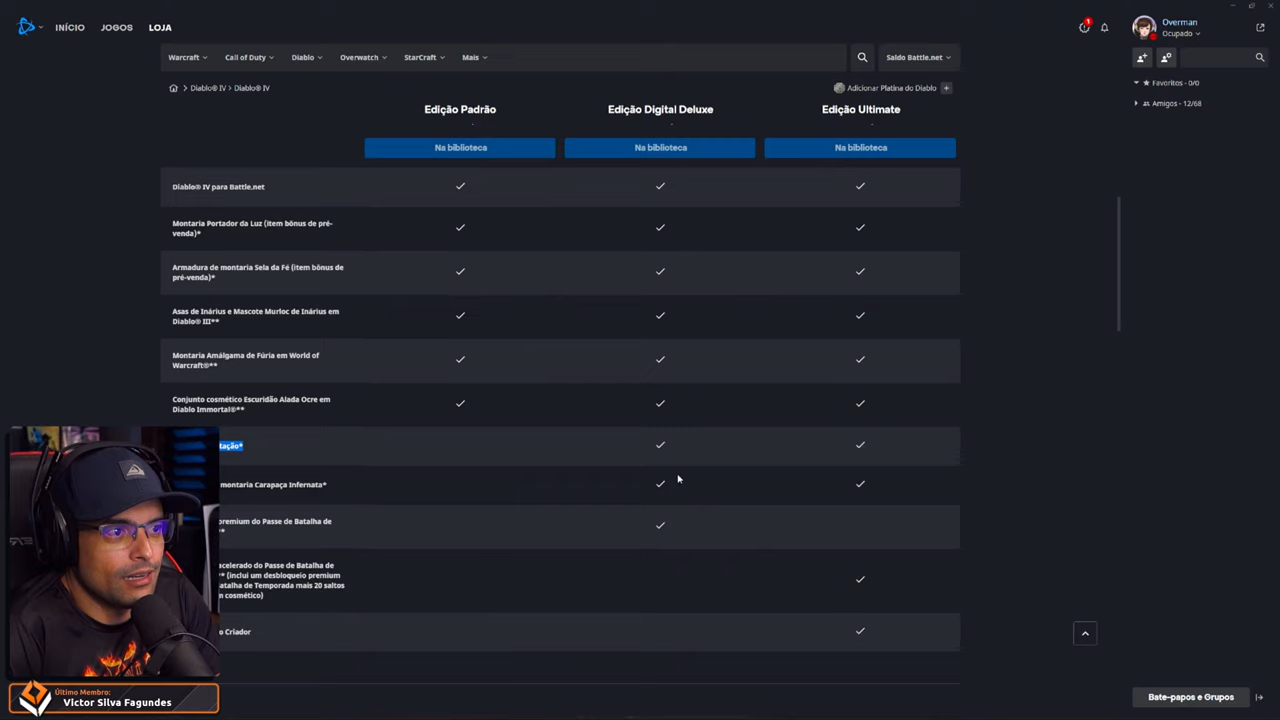 INÍCIO JOGOS LOJA
1
Overman
Ocupado
Warcraft Call of Duty Diablo Overwatch StarCraft Mais Saldo Battle.net
Favoritos - 0/0
Diablo® IV > Diablo® IV
Adicionar Platina do Diablo +
Amigos - 12/68
Edição Padrão Edição Digital Deluxe Edição Ultimate
Na biblioteca Na biblioteca Na biblioteca
Diablo® IV para Battle.net
Montaria Portador da Luz (item bônus de pré-
venda)*
Armadura de montaria Sela da Fé (item bônus de
pré-venda)*
Asas de Inárius e Mascote Murloc de Inárius em
Diablo® III**
Montaria Amálgama de Fúria em World of
Warcraft®**
Conjunto cosmético Escuridão Alada Ocre em
Diablo Immortal®**
tação*
montaria Carapaça Infernata*
premium do Passe de Batalha de
**
acelerado do Passe de Batalha de
** (inclui um desbloqueio premium
atalha de Temporada mais 20 saltos
m cosmético)
o Criador
Último Membro:
Victor Silva Fagundes
Bate-papos e Grupos